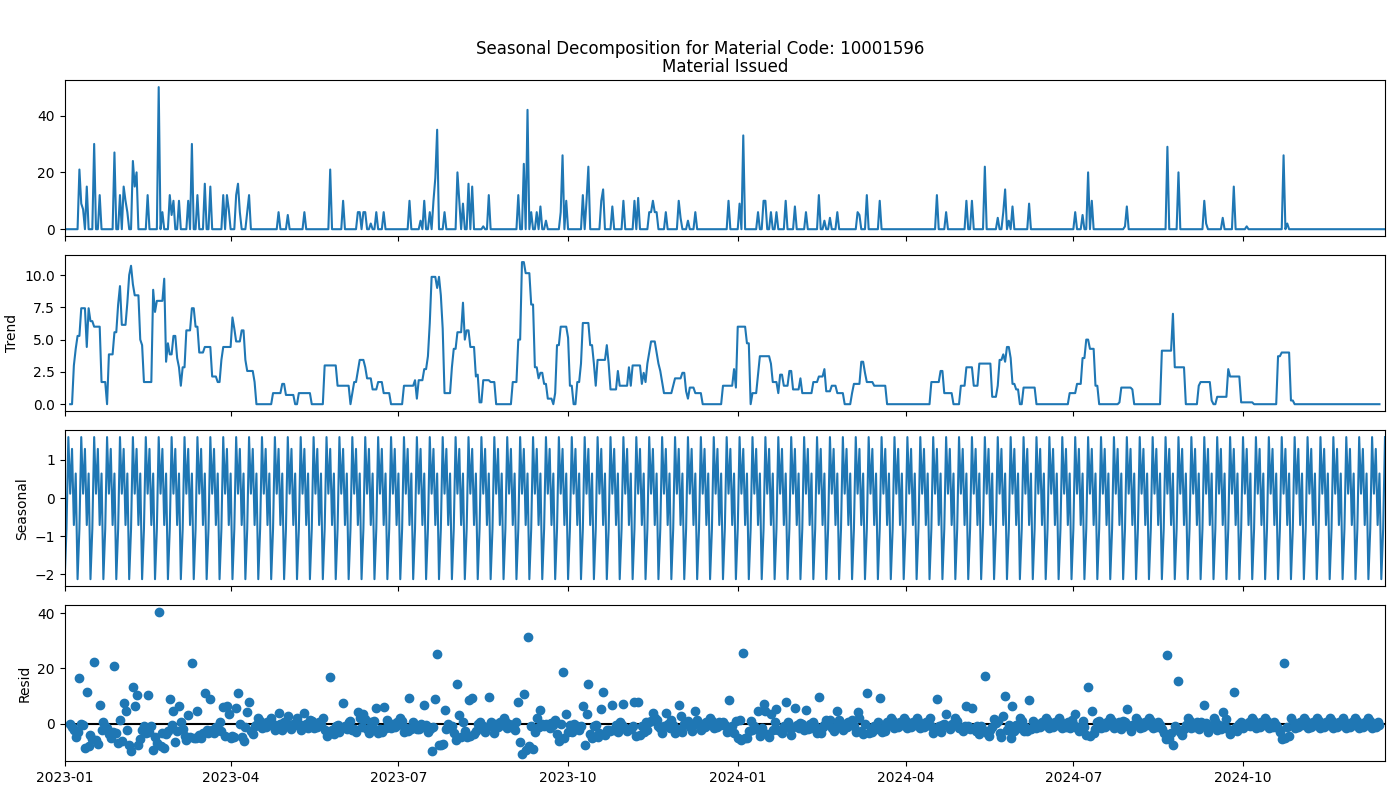 Seasonal Decomposition for Material Code: 10001596
Material Issued
40
20
0
Trend
10.0
7.5
5.0
2.5
0.0
Seasonal
1
0
−1
−2
Resid
40
20
0
2023-01 2023-04 2023-07 2023-10 2024-01 2024-04 2024-07 2024-10